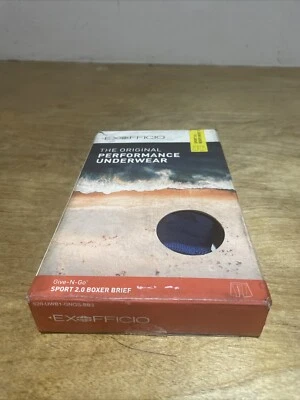 EXOFFICIO
THE ORIGINAL
PERFORMANCE
UNDERWEAR
Give-N-Go®
SPORT 2.0 BOXER BRIEF
EXOFFICIO